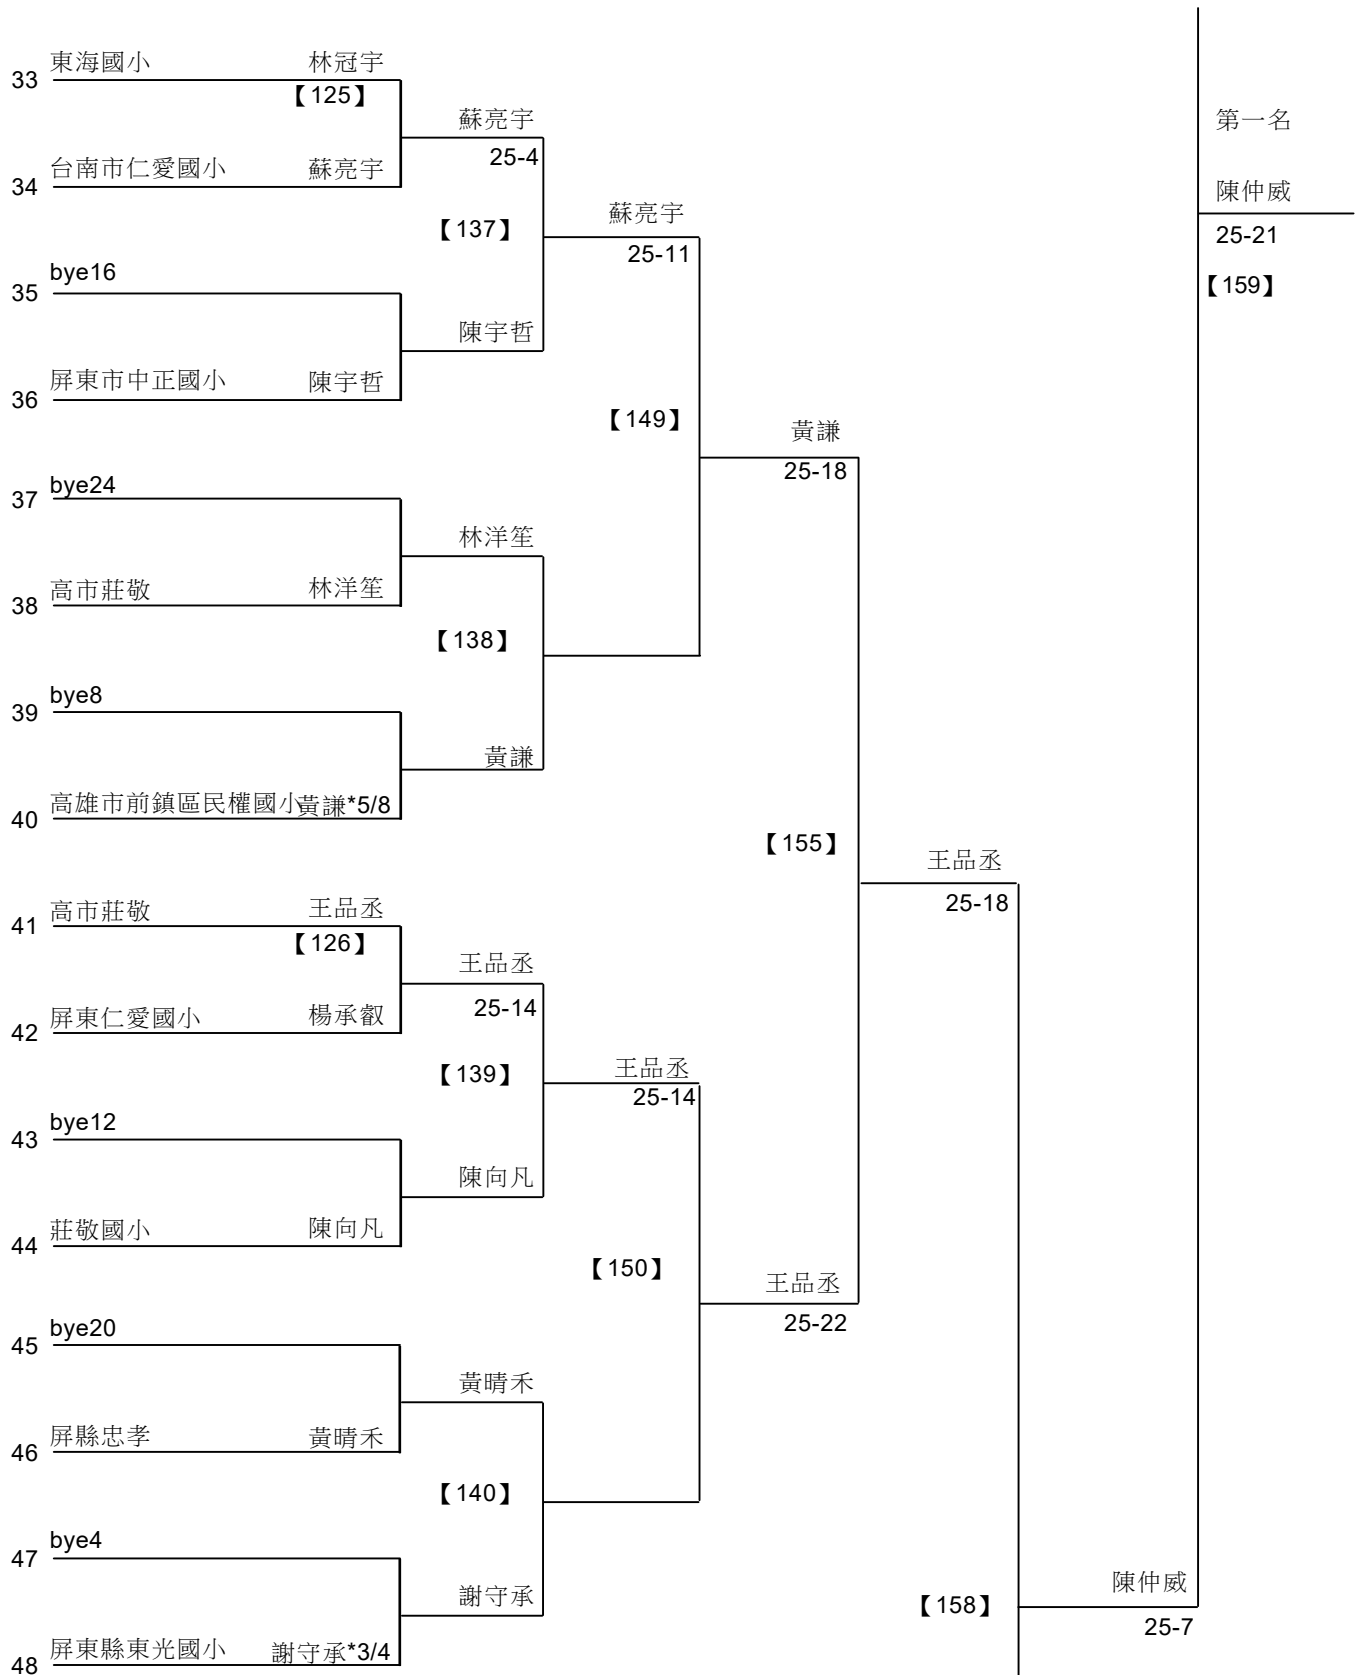 33 東海國小 林冠宇
【125】
蘇亮宇
25-4
第一名
34 台南市仁愛國小 蘇亮宇
陳仲威
25-21
【159】
【137】
蘇亮宇
25-11
35 bye16
陳宇哲
36 屏東市中正國小 陳宇哲
【149】
黃謙
25-18
37 bye24
林洋笙
38 高市莊敬 林洋笙
【138】
39 bye8
黃謙
40 高雄市前鎮區民權國小 黃謙*5/8
【155】
王品丞
25-18
41 高市莊敬 王品丞
【126】
王品丞
25-14
42 屏東仁愛國小 楊承叡
【139】
王品丞
25-14
43 bye12
陳向凡
44 莊敬國小 陳向凡
【150】
王品丞
25-22
45 bye20
黃晴禾
46 屏縣忠孝 黃晴禾
【140】
47 bye4
謝守承
【158】
陳仲威
25-7
48 屏東縣東光國小 謝守承*3/4